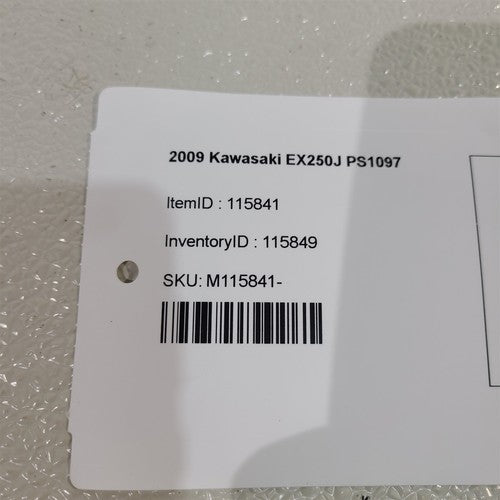 2009 Kawasaki EX250J PS1097
ItemID : 115841
InventoryID : 115849
SKU: M115841-